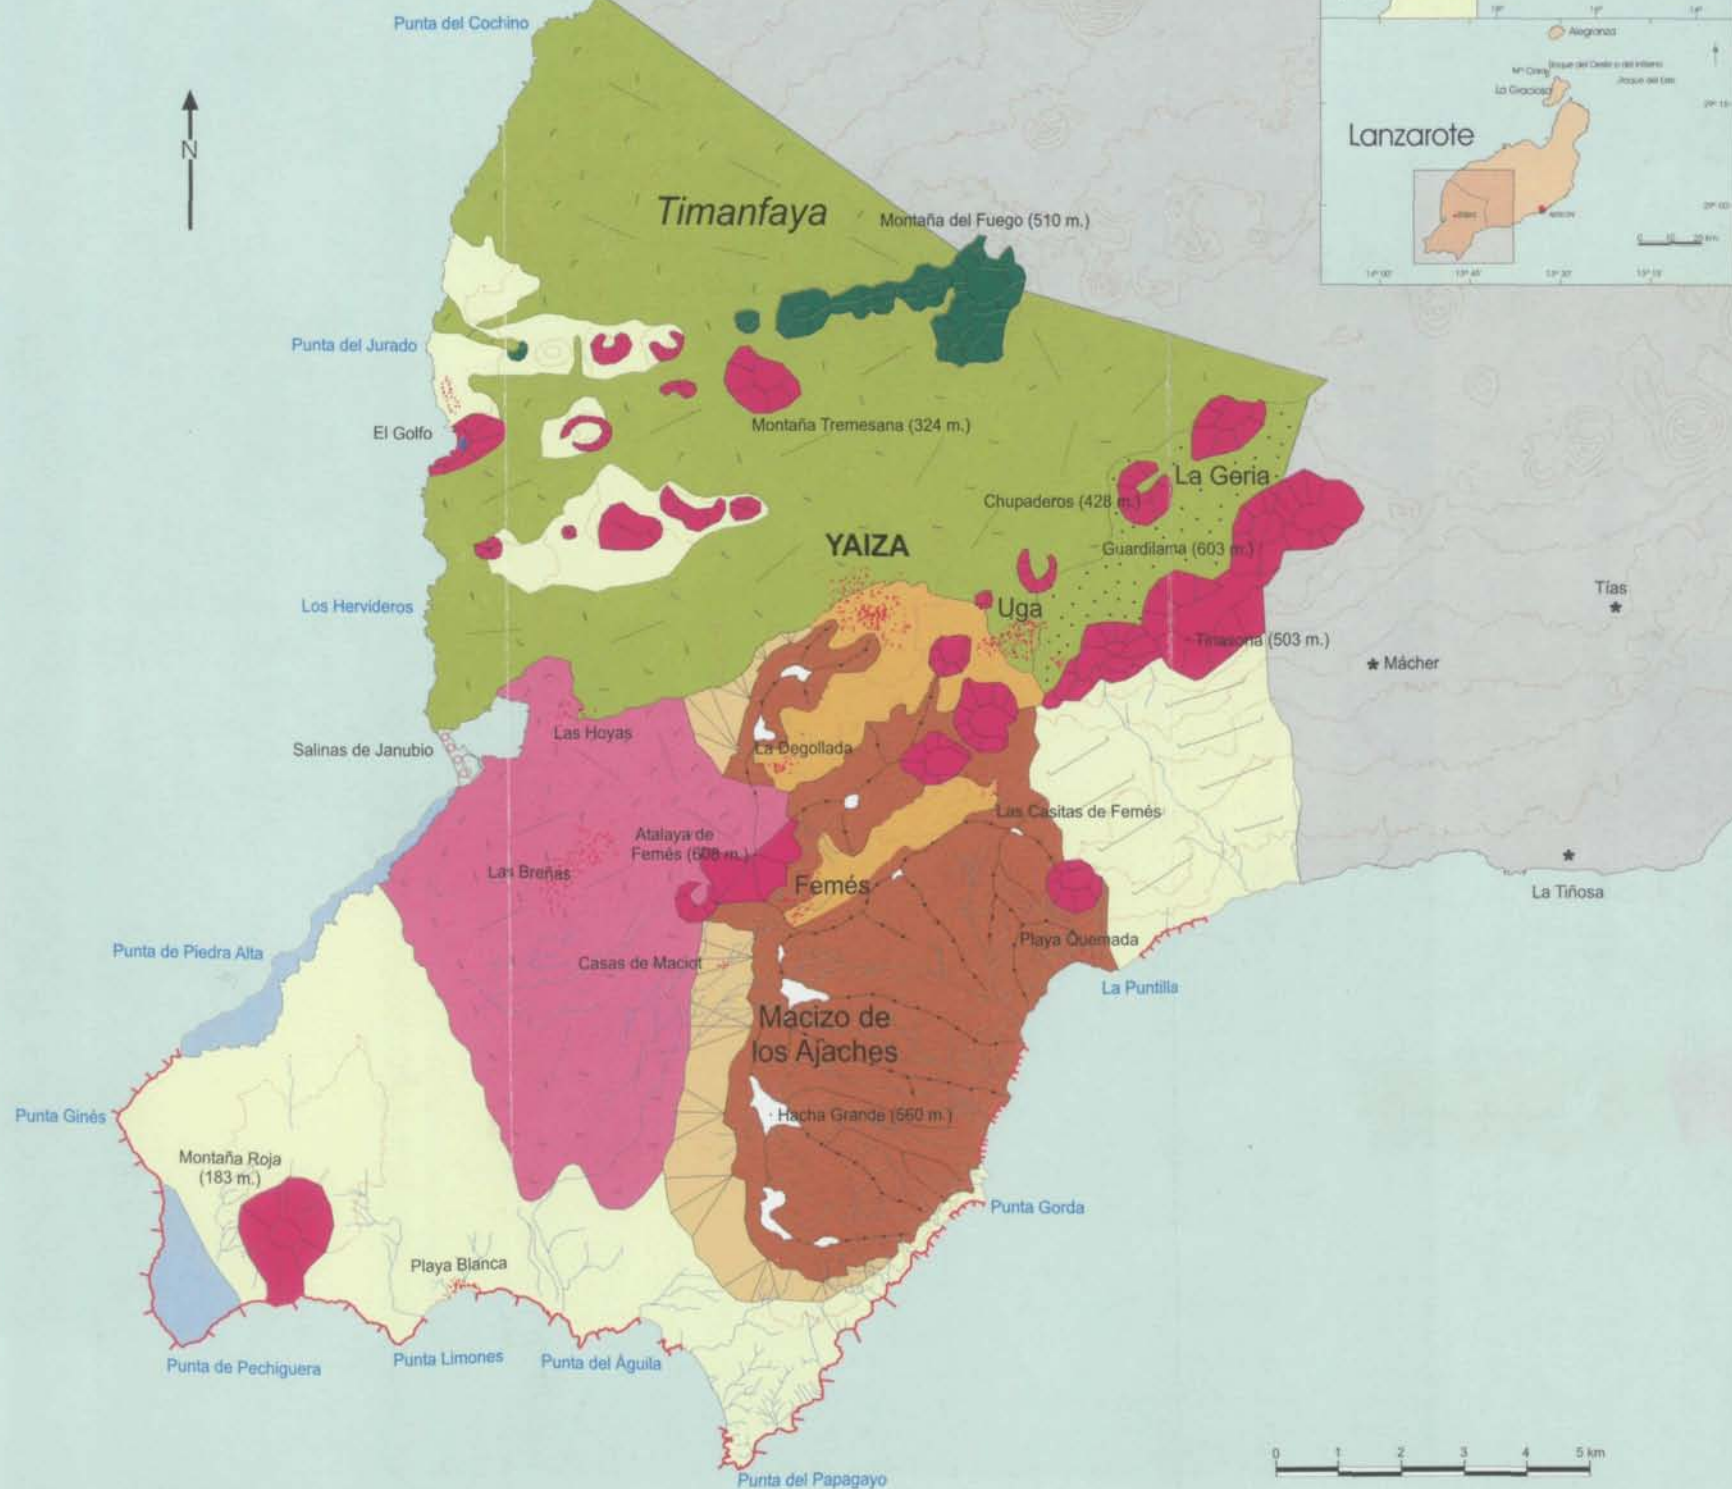 Punta del Cochino
N
Alegranza
La Graciosa
Lanzarote
Timanfaya
Montaña del Fuego (510 m.)
Punta del Jurado
El Golfo
Montaña Tremesana (324 m.)
La Geria
Chupaderos (428 m.)
YAIZA
Guardilama (603 m.)
Los Hervideros
Uga
Tías
Tinasoria (503 m.)
Mácher
Las Hoyas
Salinas de Janubio
La Degollada
Las Casitas de Femés
Atalaya de
Femés (608 m.)
Las Breñas
Femés
La Tiñosa
Punta de Piedra Alta
Playa Quemada
Casas de Maciot
La Puntilla
Macizo de
los Ajaches
Punta Ginés
Hacha Grande (560 m.)
Montaña Roja
(183 m.)
Punta Gorda
Playa Blanca
Punta de Pechiguera
Punta Limones
Punta del Águila
0 1 2 3 4 5 km
Punta del Papagayo